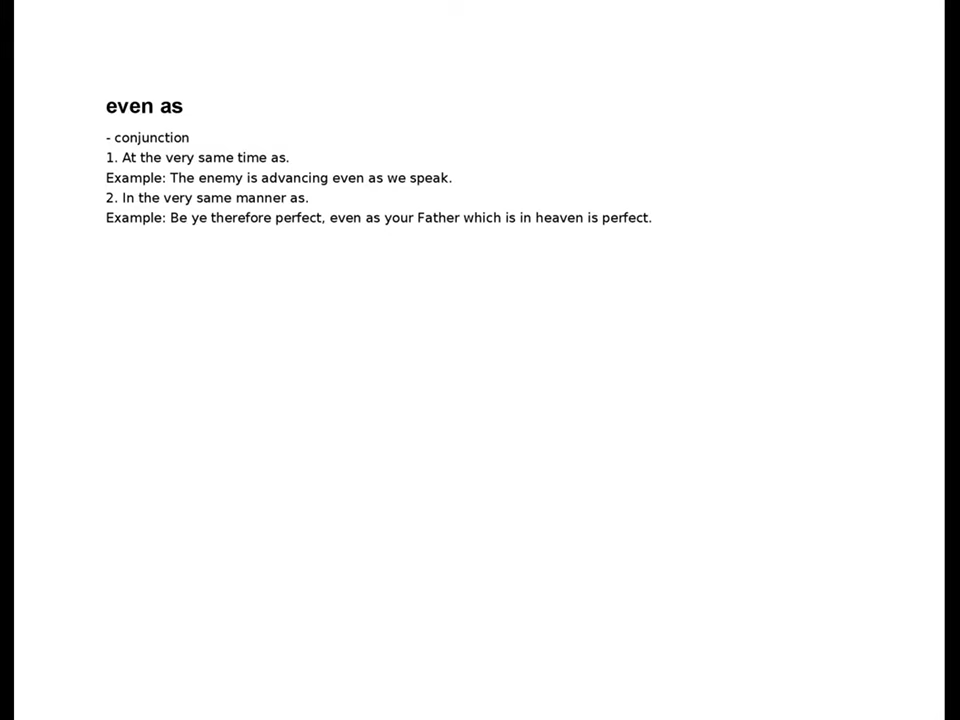 even as
- conjunction
1. At the very same time as.
Example: The enemy is advancing even as we speak.
2. In the very same manner as.
Example: Be ye therefore perfect, even as your Father which is in heaven is perfect.